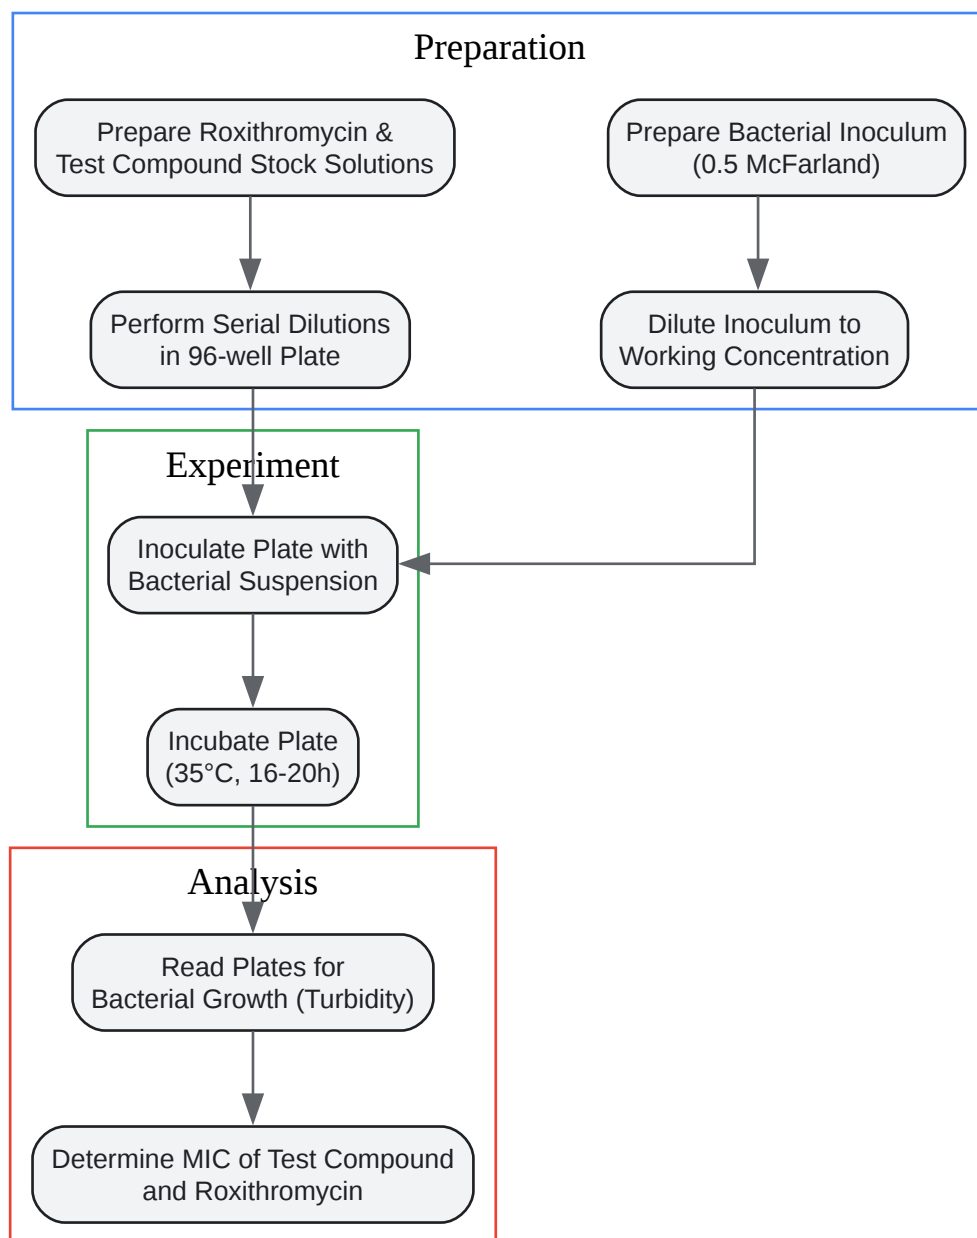 Preparation
Prepare Roxithromycin &
Test Compound Stock Solutions
Prepare Bacterial Inoculum
(0.5 McFarland)
Perform Serial Dilutions
in 96-well Plate
Dilute Inoculum to
Working Concentration
Experiment
Inoculate Plate with
Bacterial Suspension
Incubate Plate
(35°C, 16-20h)
Analysis
Read Plates for
Bacterial Growth (Turbidity)
Determine MIC of Test Compound
and Roxithromycin